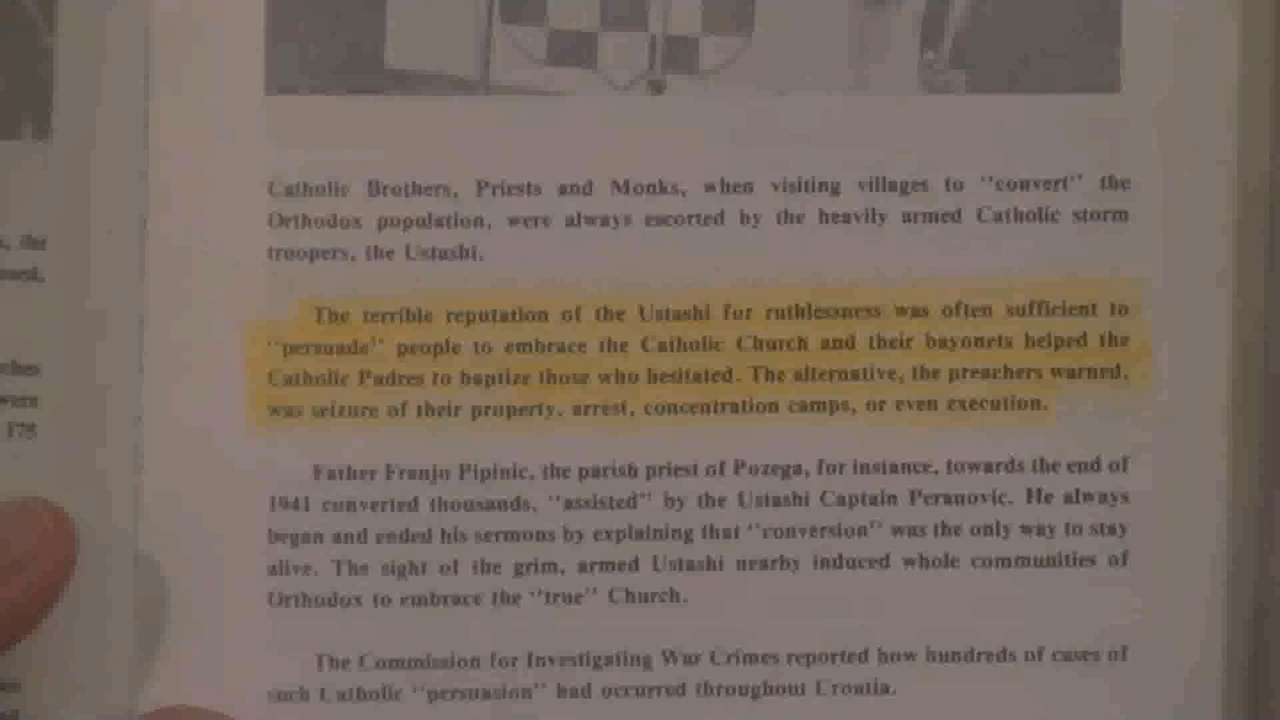 Catholic Brothers, Priests and Monks, when visiting villages to "convert" the
Orthodox population, were always escorted by the heavily armed Catholic storm
troopers, the Ustashi.
The terrible reputation of the Ustashi for ruthlessness was often sufficient to
"persuade" people to embrace the Catholic Church and their bayonets helped the
Catholic Padres to baptize those who hesitated. The alternative, the preachers warned,
was seizure of their property, arrest, concentration camps, or even execution.
Father Franjo Pipinic, the parish priest of Pozega, for instance, towards the end of
1941 converted thousands, "assisted" by the Ustashi Captain Peranovic. He always
began and ended his sermons by explaining that "conversion" was the only way to stay
alive. The sight of the grim, armed Ustashi nearby induced whole communities of
Orthodox to embrace the "true" Church.
The Commission for Investigating War Crimes reported how hundreds of cases of
such Catholic "persuasion" had occurred throughout Croatia.
the
were
175